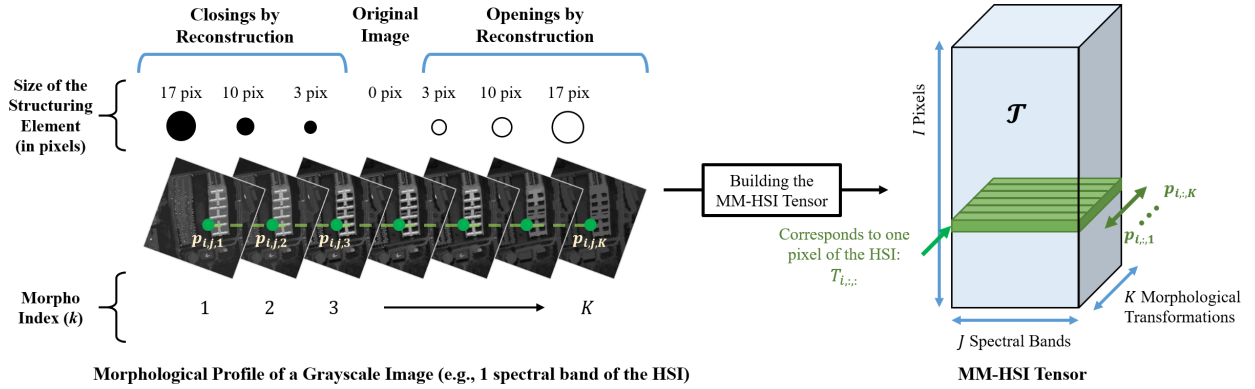 Closings by
Reconstruction
Original
Image
Openings by
Reconstruction
Size of the
Structuring
Element
(in pixels)
17 pix 10 pix 3 pix 0 pix 3 pix 10 pix 17 pix
p_{i,j,1} p_{i,j,2} p_{i,j,3} p_{i,j,K}
Morpho
Index (k)
1 2 3 K
Morphological Profile of a Grayscale Image (e.g., 1 spectral band of the HSI)
Building the
MM-HSI Tensor
I Pixels
𝒯
Corresponds to one
pixel of the HSI:
T_{i,:,:}
p_{i,:,K}
p_{i,:,1}
K Morphological
Transformations
J Spectral Bands
MM-HSI Tensor